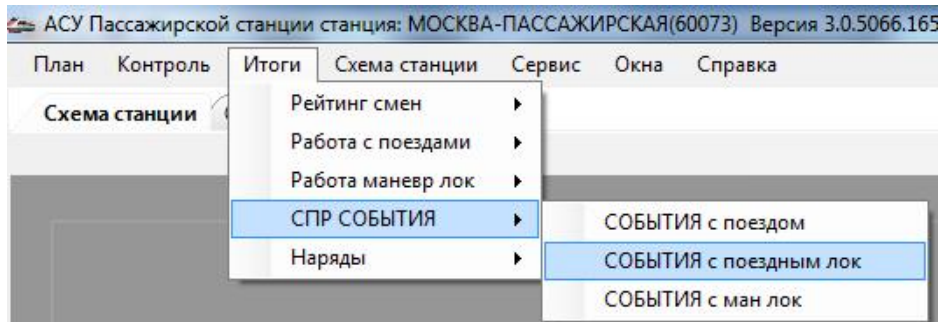 АСУ Пассажирской станции станция: МОСКВА-ПАССАЖИРСКАЯ(60073) Версия 3.0.5066.165
План Контроль Итоги Схема станции Сервис Окна Справка
Схема станции
Рейтинг смен
Работа с поездами
Работа маневр лок
СПР СОБЫТИЯ
Наряды
СОБЫТИЯ с поездом
СОБЫТИЯ с поездным лок
СОБЫТИЯ с ман лок